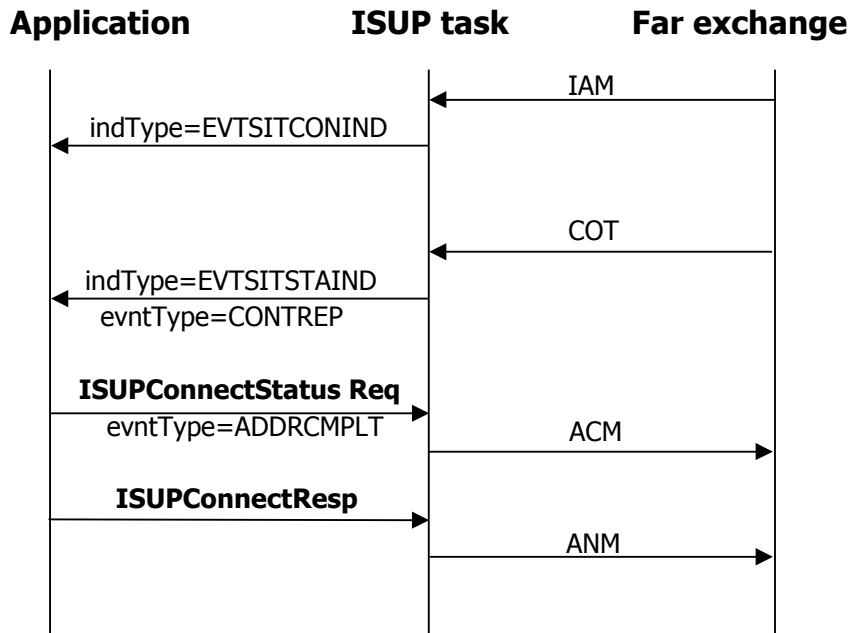 Application ISUP task Far exchange
IAM
indType=EVTSITCONIND
COT
indType=EVTSITSTAIND
evntType=CONTREP
ISUPConnectStatus Req
evntType=ADDRCMPLT
ACM
ISUPConnectResp
ANM